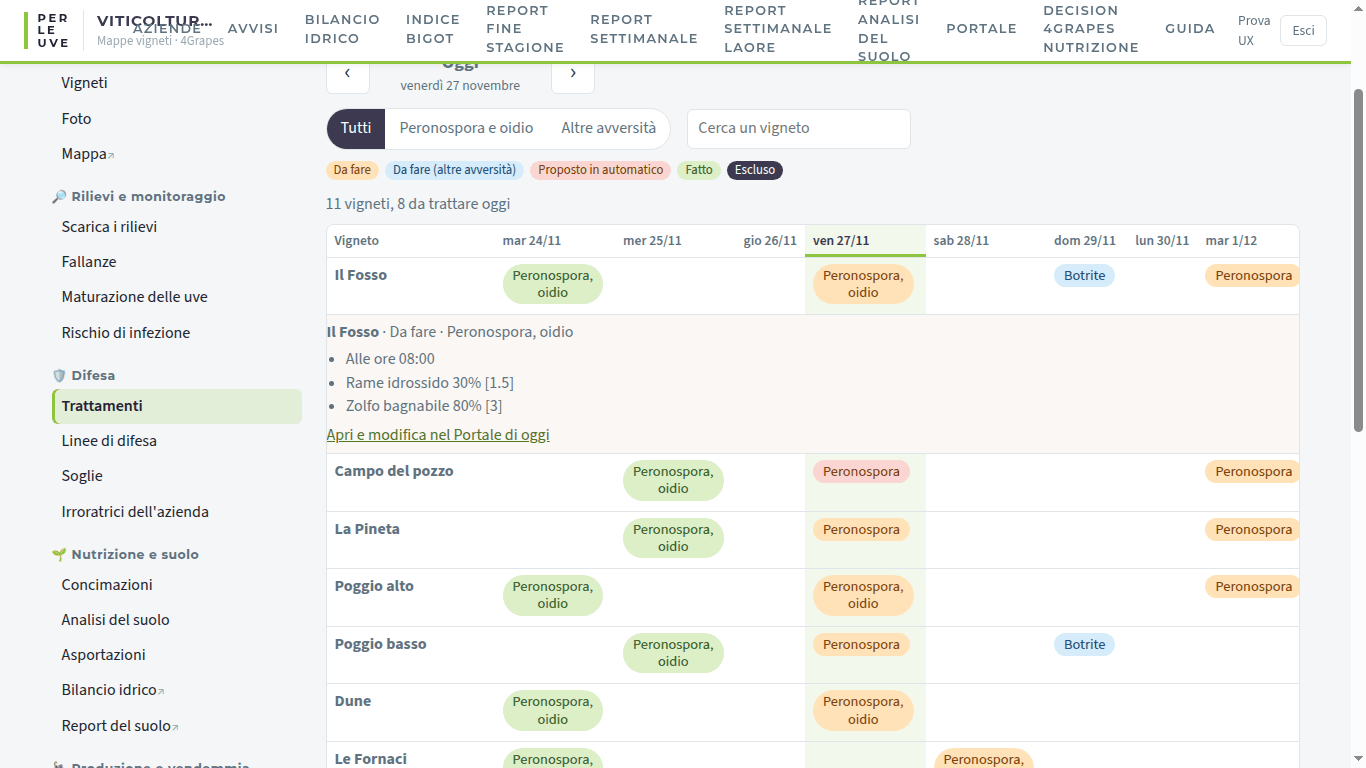 PER
LE
UVE
VITICOLTUR…
Mappe vigneti · 4Grapes
AZIENDE
AVVISI
BILANCIO
IDRICO
INDICE
BIGOT
REPORT
FINE
STAGIONE
REPORT
SETTIMANALE
REPORT
SETTIMANALE
LAORE
REPORT
ANALISI
DEL
SUOLO
PORTALE
DECISION
4GRAPES
NUTRIZIONE
GUIDA
Prova
UX
Esci
Vigneti
Foto
Mappa↗
🔎 Rilievi e monitoraggio
Scarica i rilievi
Fallanze
Maturazione delle uve
Rischio di infezione
🛡️ Difesa
Trattamenti
Linee di difesa
Soglie
Irroratrici dell'azienda
🌱 Nutrizione e suolo
Concimazioni
Analisi del suolo
Asportazioni
Bilancio idrico↗
Report del suolo↗
Produzione e vendemmia
‹
Oggi
venerdì 27 novembre
›
Tutti
Peronospora e oidio
Altre avversità
Cerca un vigneto
Da fare
Da fare (altre avversità)
Proposto in automatico
Fatto
Escluso
11 vigneti, 8 da trattare oggi
Vigneto mar 24/11 mer 25/11 gio 26/11 ven 27/11 sab 28/11 dom 29/11 lun 30/11 mar 1/12
Il Fosso
Peronospora,
oidio
Peronospora,
oidio
Botrite
Peronospora
Il Fosso · Da fare · Peronospora, oidio
• Alle ore 08:00
• Rame idrossido 30% [1.5]
• Zolfo bagnabile 80% [3]
Apri e modifica nel Portale di oggi
Campo del pozzo
Peronospora,
oidio
Peronospora
Peronospora
La Pineta
Peronospora,
oidio
Peronospora
Peronospora
Poggio alto
Peronospora,
oidio
Peronospora,
oidio
Peronospora
Poggio basso
Peronospora,
oidio
Peronospora
Botrite
Dune
Peronospora,
oidio
Peronospora,
oidio
Le Fornaci
Peronospora,
Peronospora,